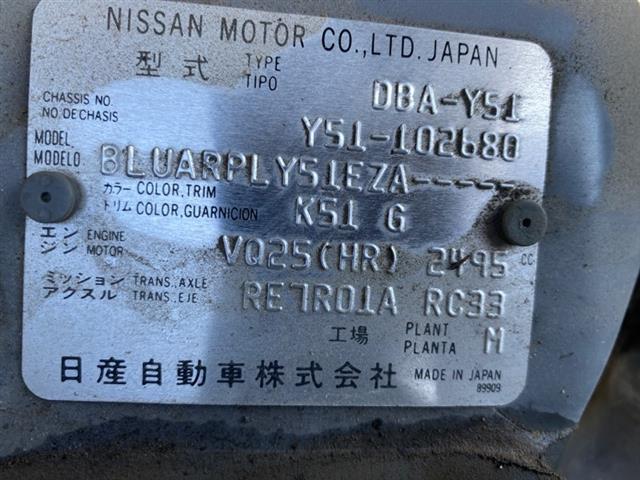 NISSAN MOTOR CO.,LTD. JAPAN
型式 TYPE TIPO DBA-Y51
CHASSIS NO. NO.DECHASIS Y51-102680
MODEL MODELO BLUARPLY51EZA-----
カラー COLOR,TRIM
トリム COLOR,GUARNICION K51 G
エンジン ENGINE MOTOR VQ25(HR) 2495 CC
ミッション TRANS.,AXLE
アクスル TRANS.,EJE RE7R01A RC33
工場 PLANT PLANTA M
日産自動車株式会社 MADE IN JAPAN
89909